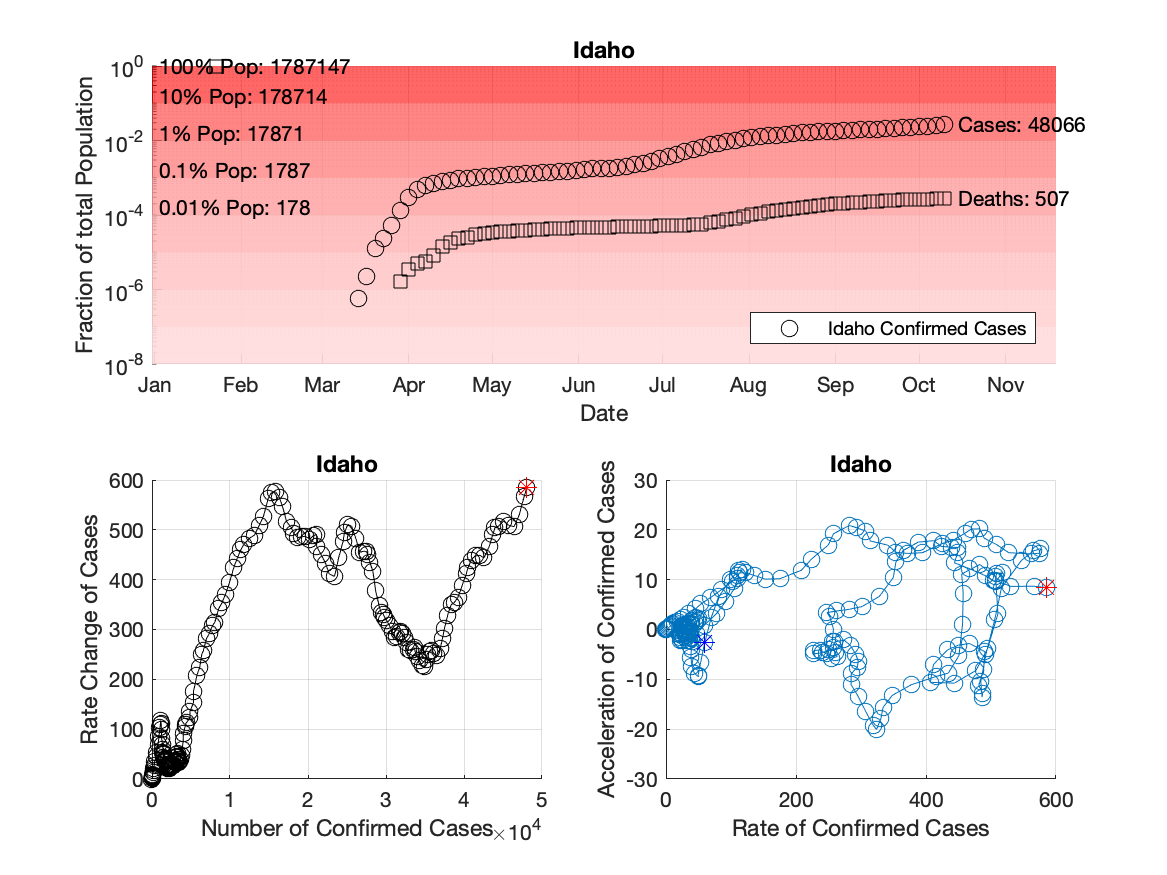 Idaho
10^0
10^-2
10^-4
10^-6
10^-8
Fraction of total Population
100% Pop: 1787147
10% Pop: 178714
1% Pop: 17871
0.1% Pop: 1787
0.01% Pop: 178
Cases: 48066
Deaths: 507
Idaho Confirmed Cases
Jan Feb Mar Apr May Jun Jul Aug Sep Oct Nov
Date
Idaho
600
500
400
300
200
100
0
Rate Change of Cases
0 1 2 3 4 5
Number of Confirmed Cases ×10^4
Idaho
30
20
10
0
-10
-20
-30
Acceleration of Confirmed Cases
0 200 400 600
Rate of Confirmed Cases